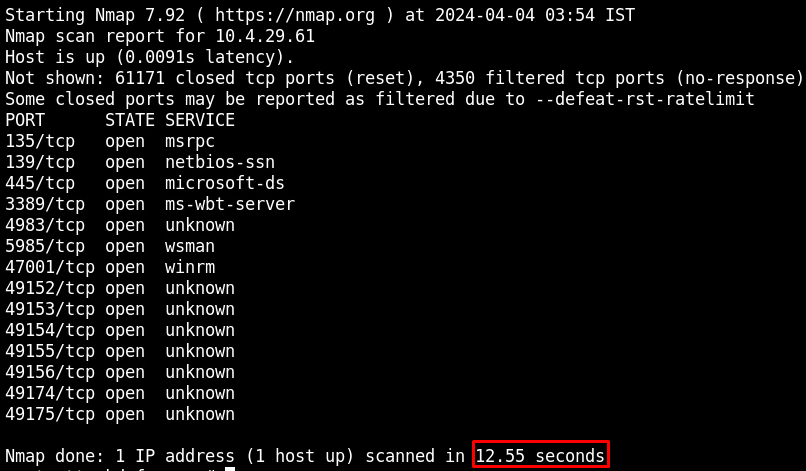 Starting Nmap 7.92 ( https://nmap.org ) at 2024-04-04 03:54 IST
Nmap scan report for 10.4.29.61
Host is up (0.0091s latency).
Not shown: 61171 closed tcp ports (reset), 4350 filtered tcp ports (no-response)
Some closed ports may be reported as filtered due to --defeat-rst-ratelimit
PORT      STATE SERVICE
135/tcp   open  msrpc
139/tcp   open  netbios-ssn
445/tcp   open  microsoft-ds
3389/tcp  open  ms-wbt-server
4983/tcp  open  unknown
5985/tcp  open  wsman
47001/tcp open  winrm
49152/tcp open  unknown
49153/tcp open  unknown
49154/tcp open  unknown
49155/tcp open  unknown
49156/tcp open  unknown
49174/tcp open  unknown
49175/tcp open  unknown
Nmap done: 1 IP address (1 host up) scanned in 12.55 seconds